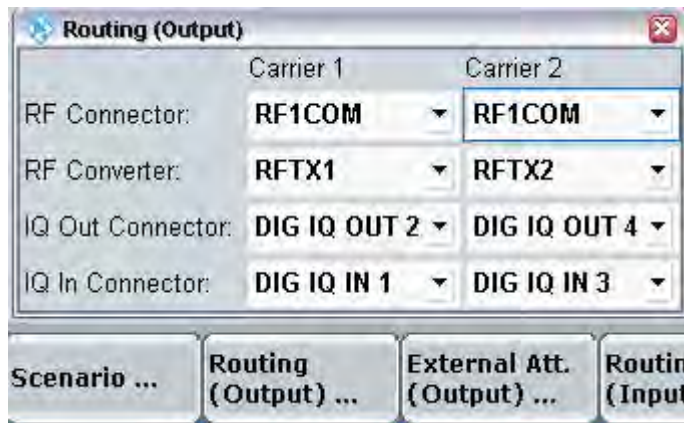 Routing (Output)
Carrier 1 Carrier 2
RF Connector: RF1COM RF1COM
RF Converter: RFTX1 RFTX2
IQ Out Connector: DIG IQ OUT 2 DIG IQ OUT 4
IQ In Connector: DIG IQ IN 1 DIG IQ IN 3
Scenario ...
Routing
(Output) ...
External Att.
(Output) ...
Routin
(Input